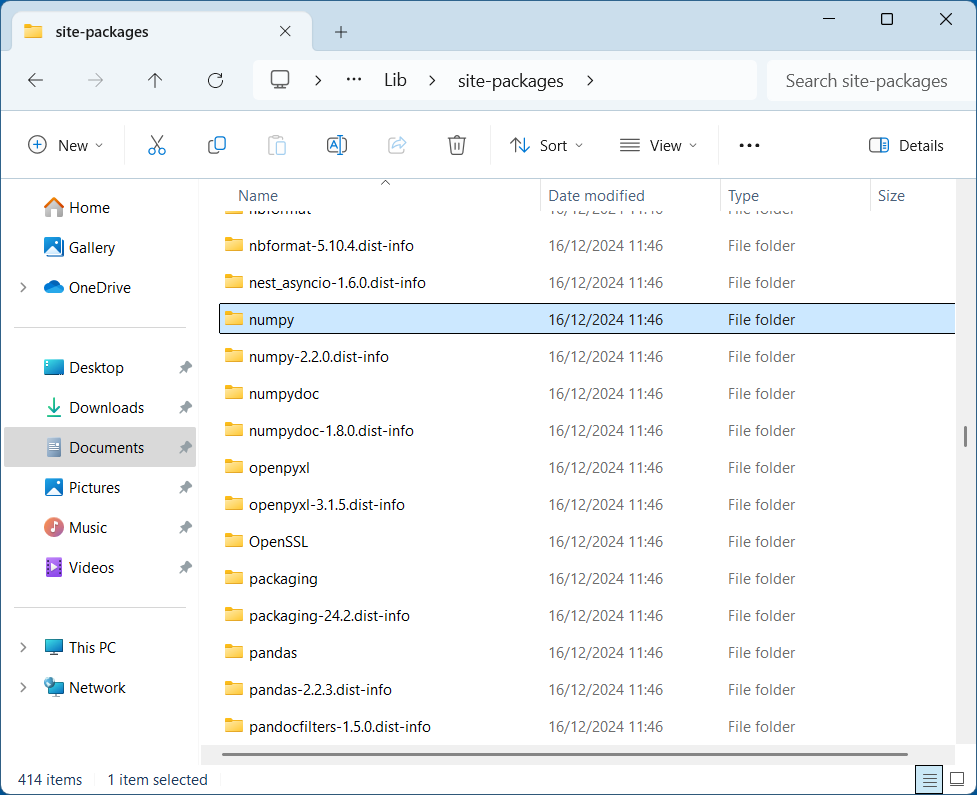 site-packages
Lib site-packages Search site-packages
New Sort View Details
Name Date modified Type Size
nbformat 16/12/2024 11:46 File folder
nbformat-5.10.4.dist-info 16/12/2024 11:46 File folder
nest_asyncio-1.6.0.dist-info 16/12/2024 11:46 File folder
numpy 16/12/2024 11:46 File folder
numpy-2.2.0.dist-info 16/12/2024 11:46 File folder
numpydoc 16/12/2024 11:46 File folder
numpydoc-1.8.0.dist-info 16/12/2024 11:46 File folder
openpyxl 16/12/2024 11:46 File folder
openpyxl-3.1.5.dist-info 16/12/2024 11:46 File folder
OpenSSL 16/12/2024 11:46 File folder
packaging 16/12/2024 11:46 File folder
packaging-24.2.dist-info 16/12/2024 11:46 File folder
pandas 16/12/2024 11:46 File folder
pandas-2.2.3.dist-info 16/12/2024 11:46 File folder
pandocfilters-1.5.0.dist-info 16/12/2024 11:46 File folder
Home
Gallery
OneDrive
Desktop
Downloads
Documents
Pictures
Music
Videos
This PC
Network
414 items 1 item selected